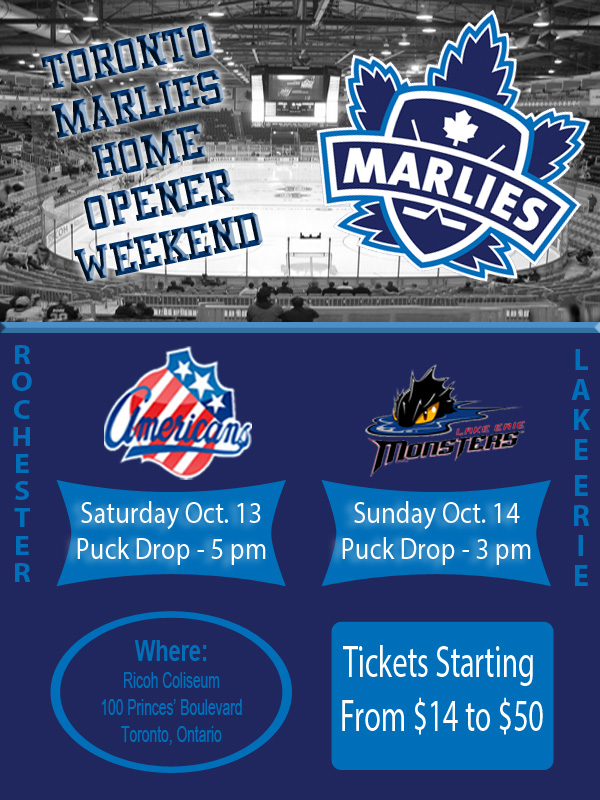 TORONTO
MARLIES
HOME
OPENER
WEEKEND
MARLIES
ROCHESTER
Americans
LAKE ERIE
MONSTERS
LAKE ERIE
Saturday Oct. 13
Puck Drop - 5 pm
Sunday Oct. 14
Puck Drop - 3 pm
Where:
Ricoh Coliseum
100 Princes' Boulevard
Toronto, Ontario
Tickets Starting
From $14 to $50